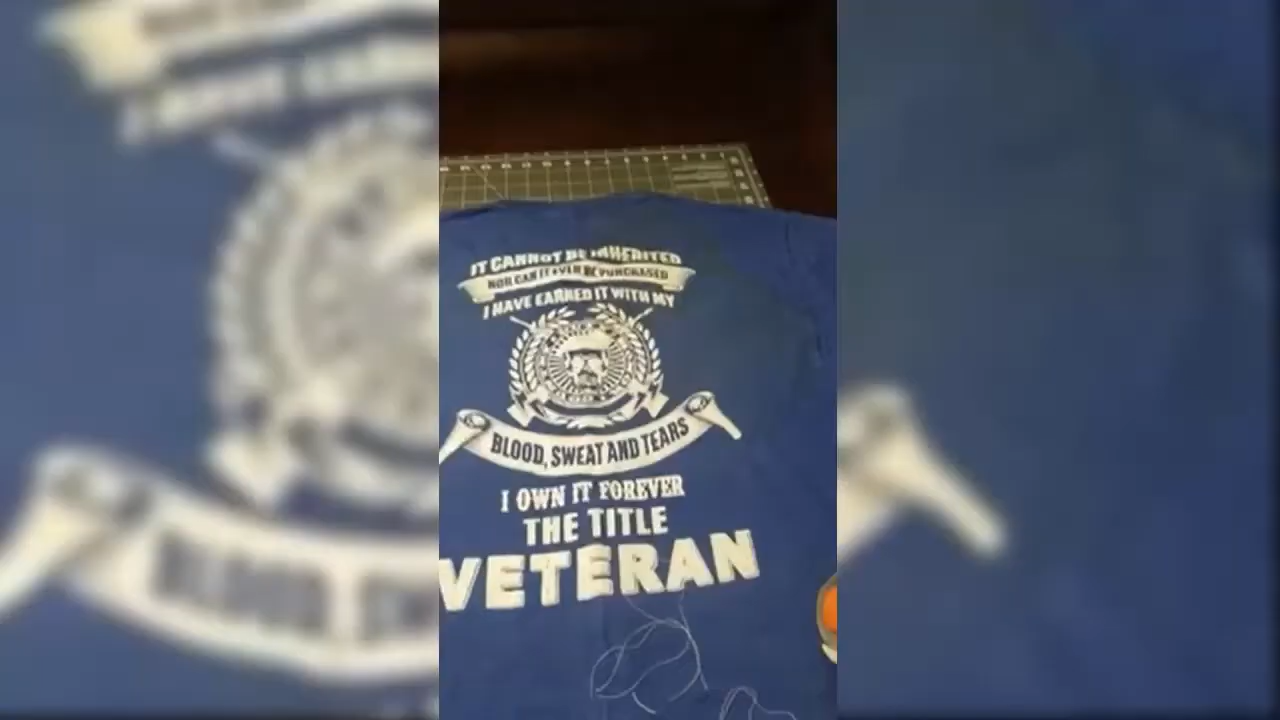 IT CANNOT BE INHERITED
NOR CAN IT EVER BE PURCHASED
I HAVE EARNED IT WITH MY
BLOOD, SWEAT AND TEARS
I OWN IT FOREVER
THE TITLE
VETERAN